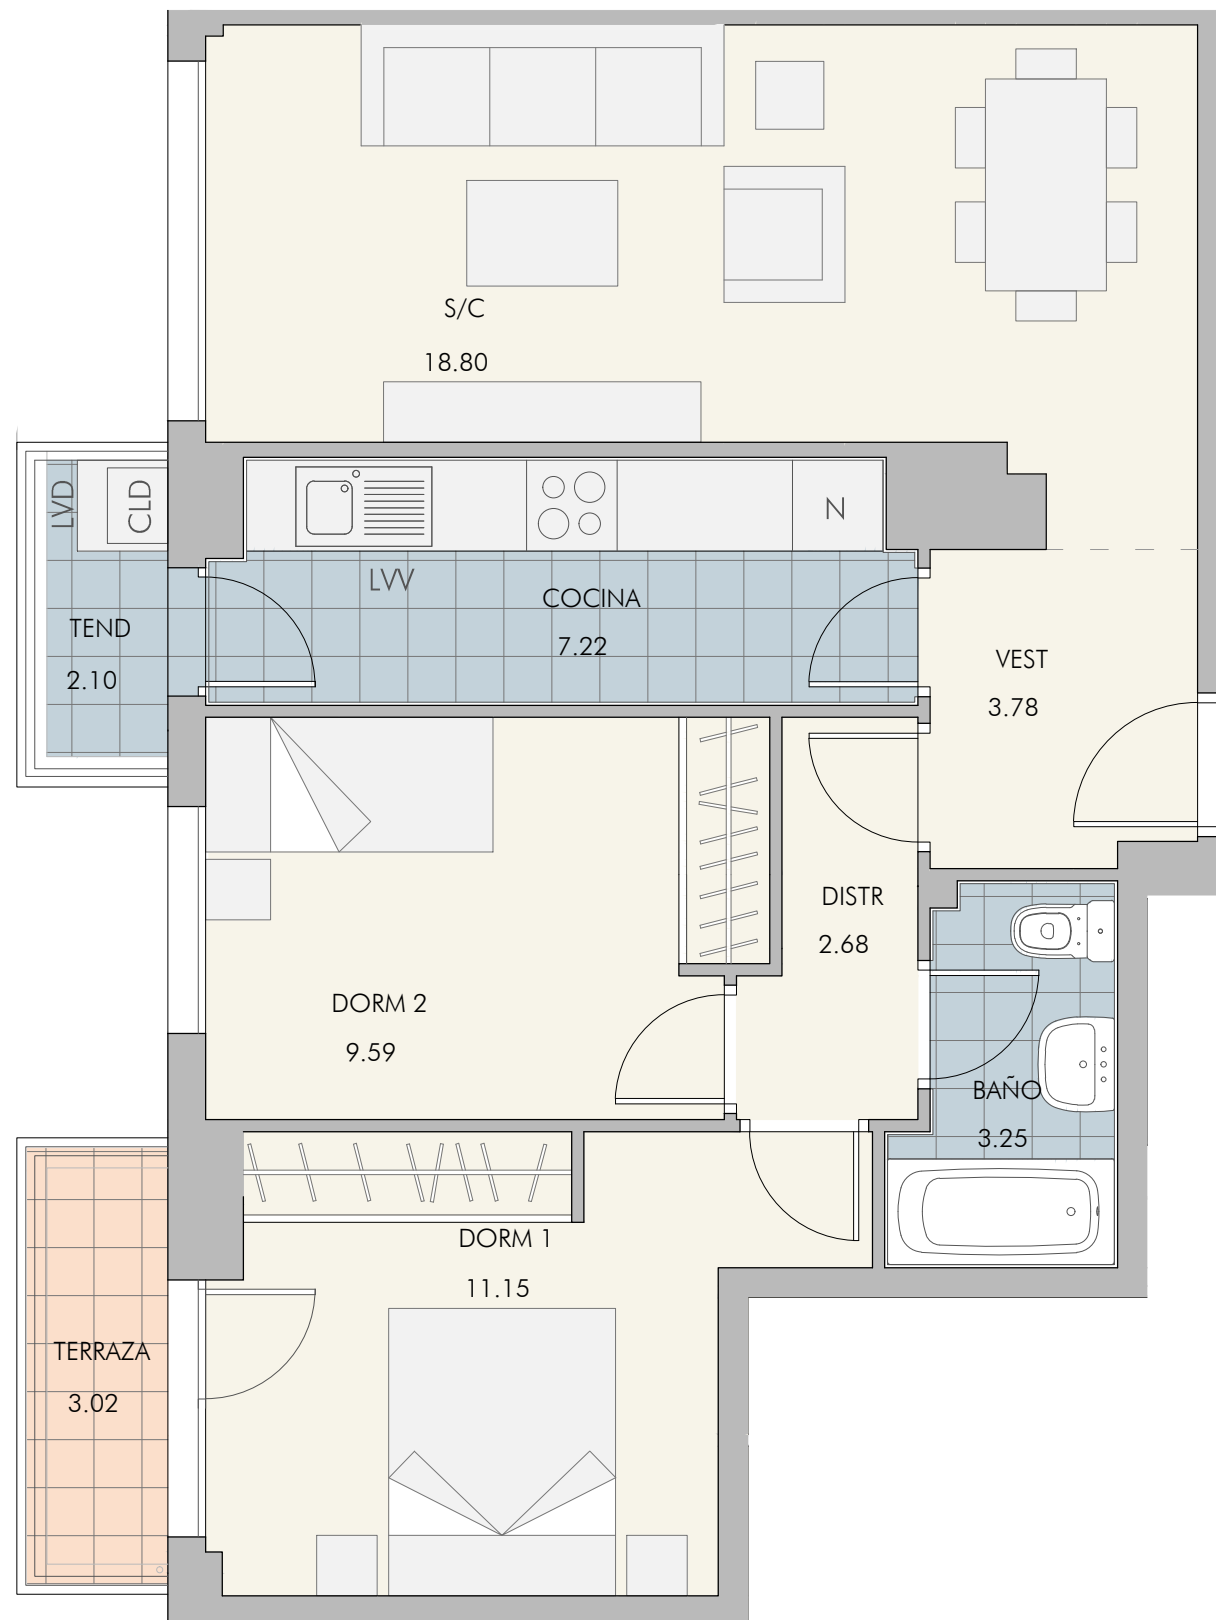 S/C
18.80
LVD
CLD
N
LVV
COCINA
7.22
TEND
2.10
VEST
3.78
DISTR
2.68
DORM 2
9.59
BAÑO
3.25
DORM 1
11.15
TERRAZA
3.02